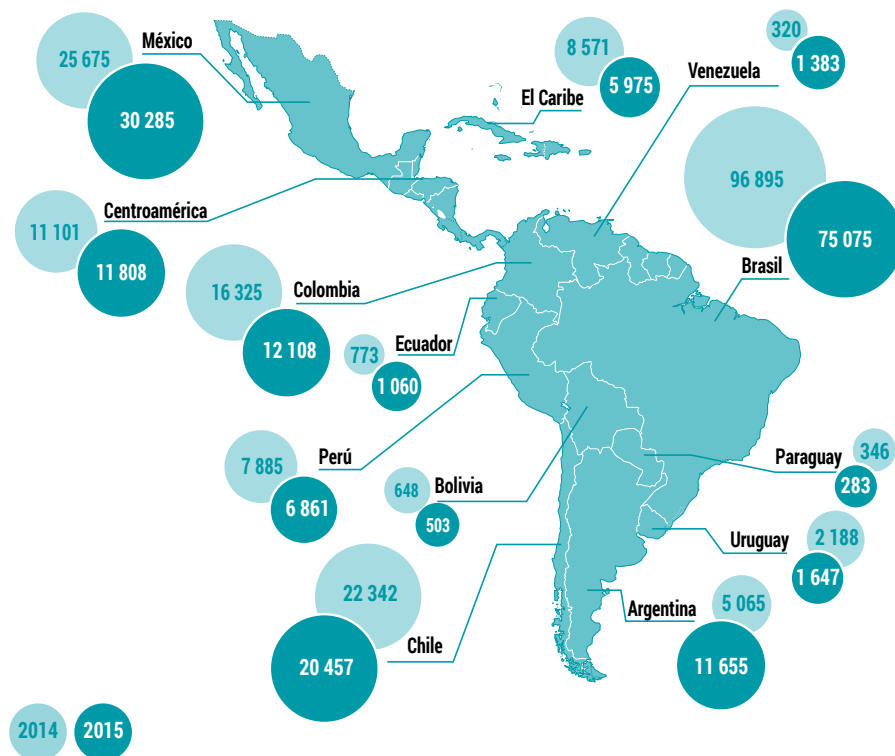 México
25 675
30 285
El Caribe
8 571
5 975
Venezuela
320
1 383
Brasil
96 895
75 075
Centroamérica
11 101
11 808
Colombia
16 325
12 108
Ecuador
773
1 060
Perú
7 885
6 861
Bolivia
648
503
Paraguay
346
283
Uruguay
2 188
1 647
Argentina
5 065
11 655
Chile
22 342
20 457
2014
2015